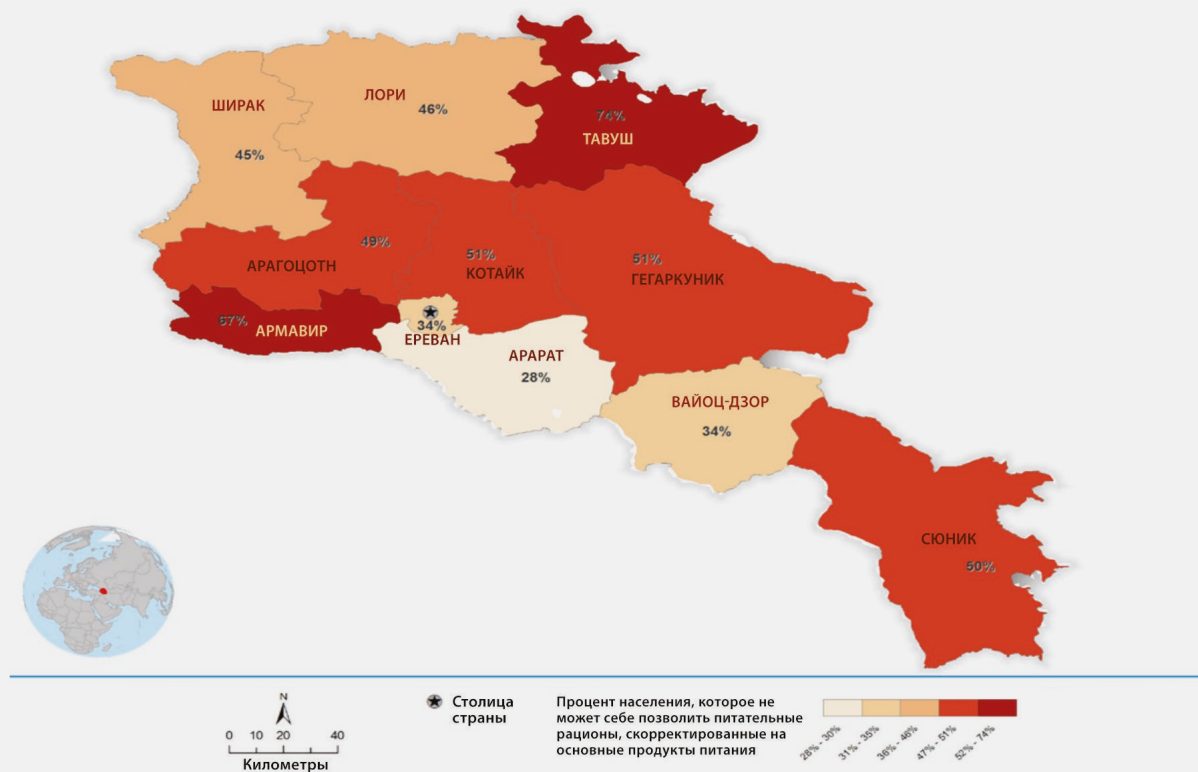 ШИРАК
45%
ЛОРИ
46%
74%
ТАВУШ
49%
АРАГОЦОТН
51%
КОТАЙК
51%
ГЕГАРКУНИК
67%
АРМАВИР
34%
ЕРЕВАН
АРАРАТ
28%
ВАЙОЦ-ДЗОР
34%
СЮНИК
50%
N
0 10 20 40
Километры
Столица
страны
Процент населения, которое не
может себе позволить питательные
рационы, скорректированные на
основные продукты питания
28% - 30%
31% - 35%
36% - 46%
47% - 51%
52% - 74%